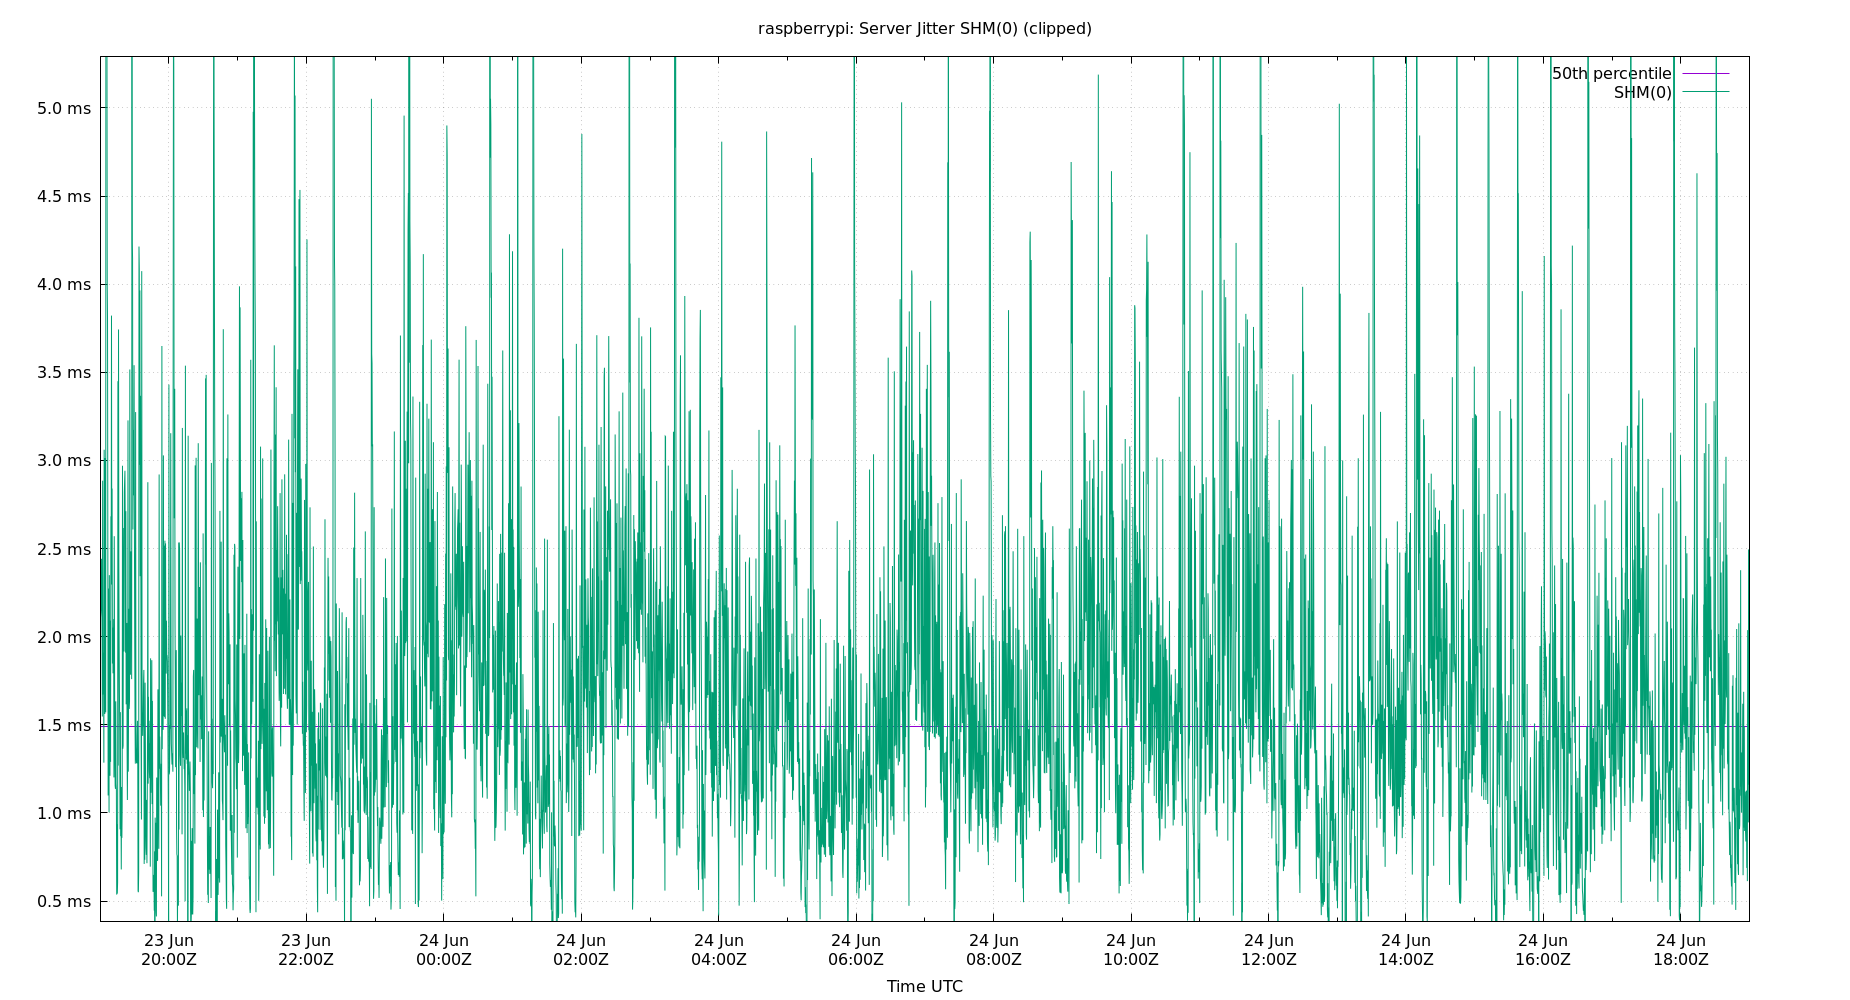 raspberrypi: Server Jitter SHM(0) (clipped)
50th percentile
SHM(0)
5.0 ms
4.5 ms
4.0 ms
3.5 ms
3.0 ms
2.5 ms
2.0 ms
1.5 ms
1.0 ms
0.5 ms
23 Jun 23 Jun 24 Jun 24 Jun 24 Jun 24 Jun 24 Jun 24 Jun 24 Jun 24 Jun 24 Jun 24 Jun
20:00Z 22:00Z 00:00Z 02:00Z 04:00Z 06:00Z 08:00Z 10:00Z 12:00Z 14:00Z 16:00Z 18:00Z
Time UTC